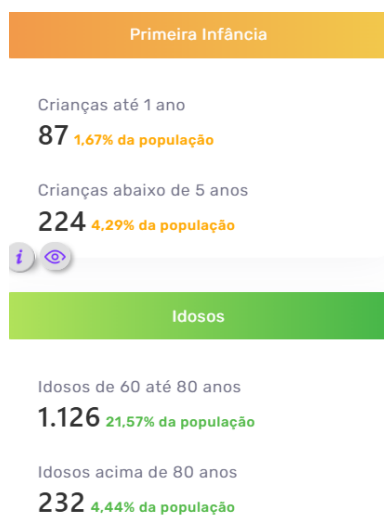 Primeira Infância
Crianças até 1 ano
87 1,67% da população
Crianças abaixo de 5 anos
224 4,29% da população
i
Idosos
Idosos de 60 até 80 anos
1.126 21,57% da população
Idosos acima de 80 anos
232 4,44% da população